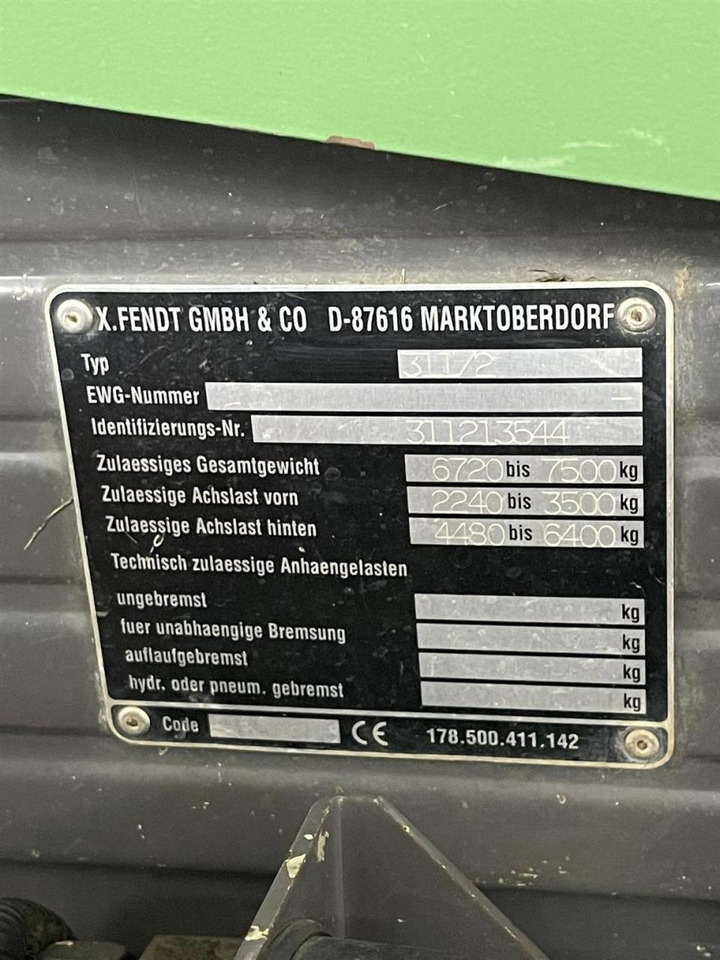 X.FENDT GMBH & CO D-87616 MARKTOBERDORF
Typ 311/2
EWG-Nummer –
Identifizierungs-Nr. 311213544
Zulaessiges Gesamtgewicht 6720 bis 7500 kg
Zulaessige Achslast vorn 2240 bis 3500 kg
Zulaessige Achslast hinten 4480 bis 6400 kg
Technisch zulaessige Anhaengelasten
ungebremst kg
fuer unabhaengige Bremsung kg
auflaufgebremst kg
hydr. oder pneum. gebremst kg
Code CE 178.500.411.142